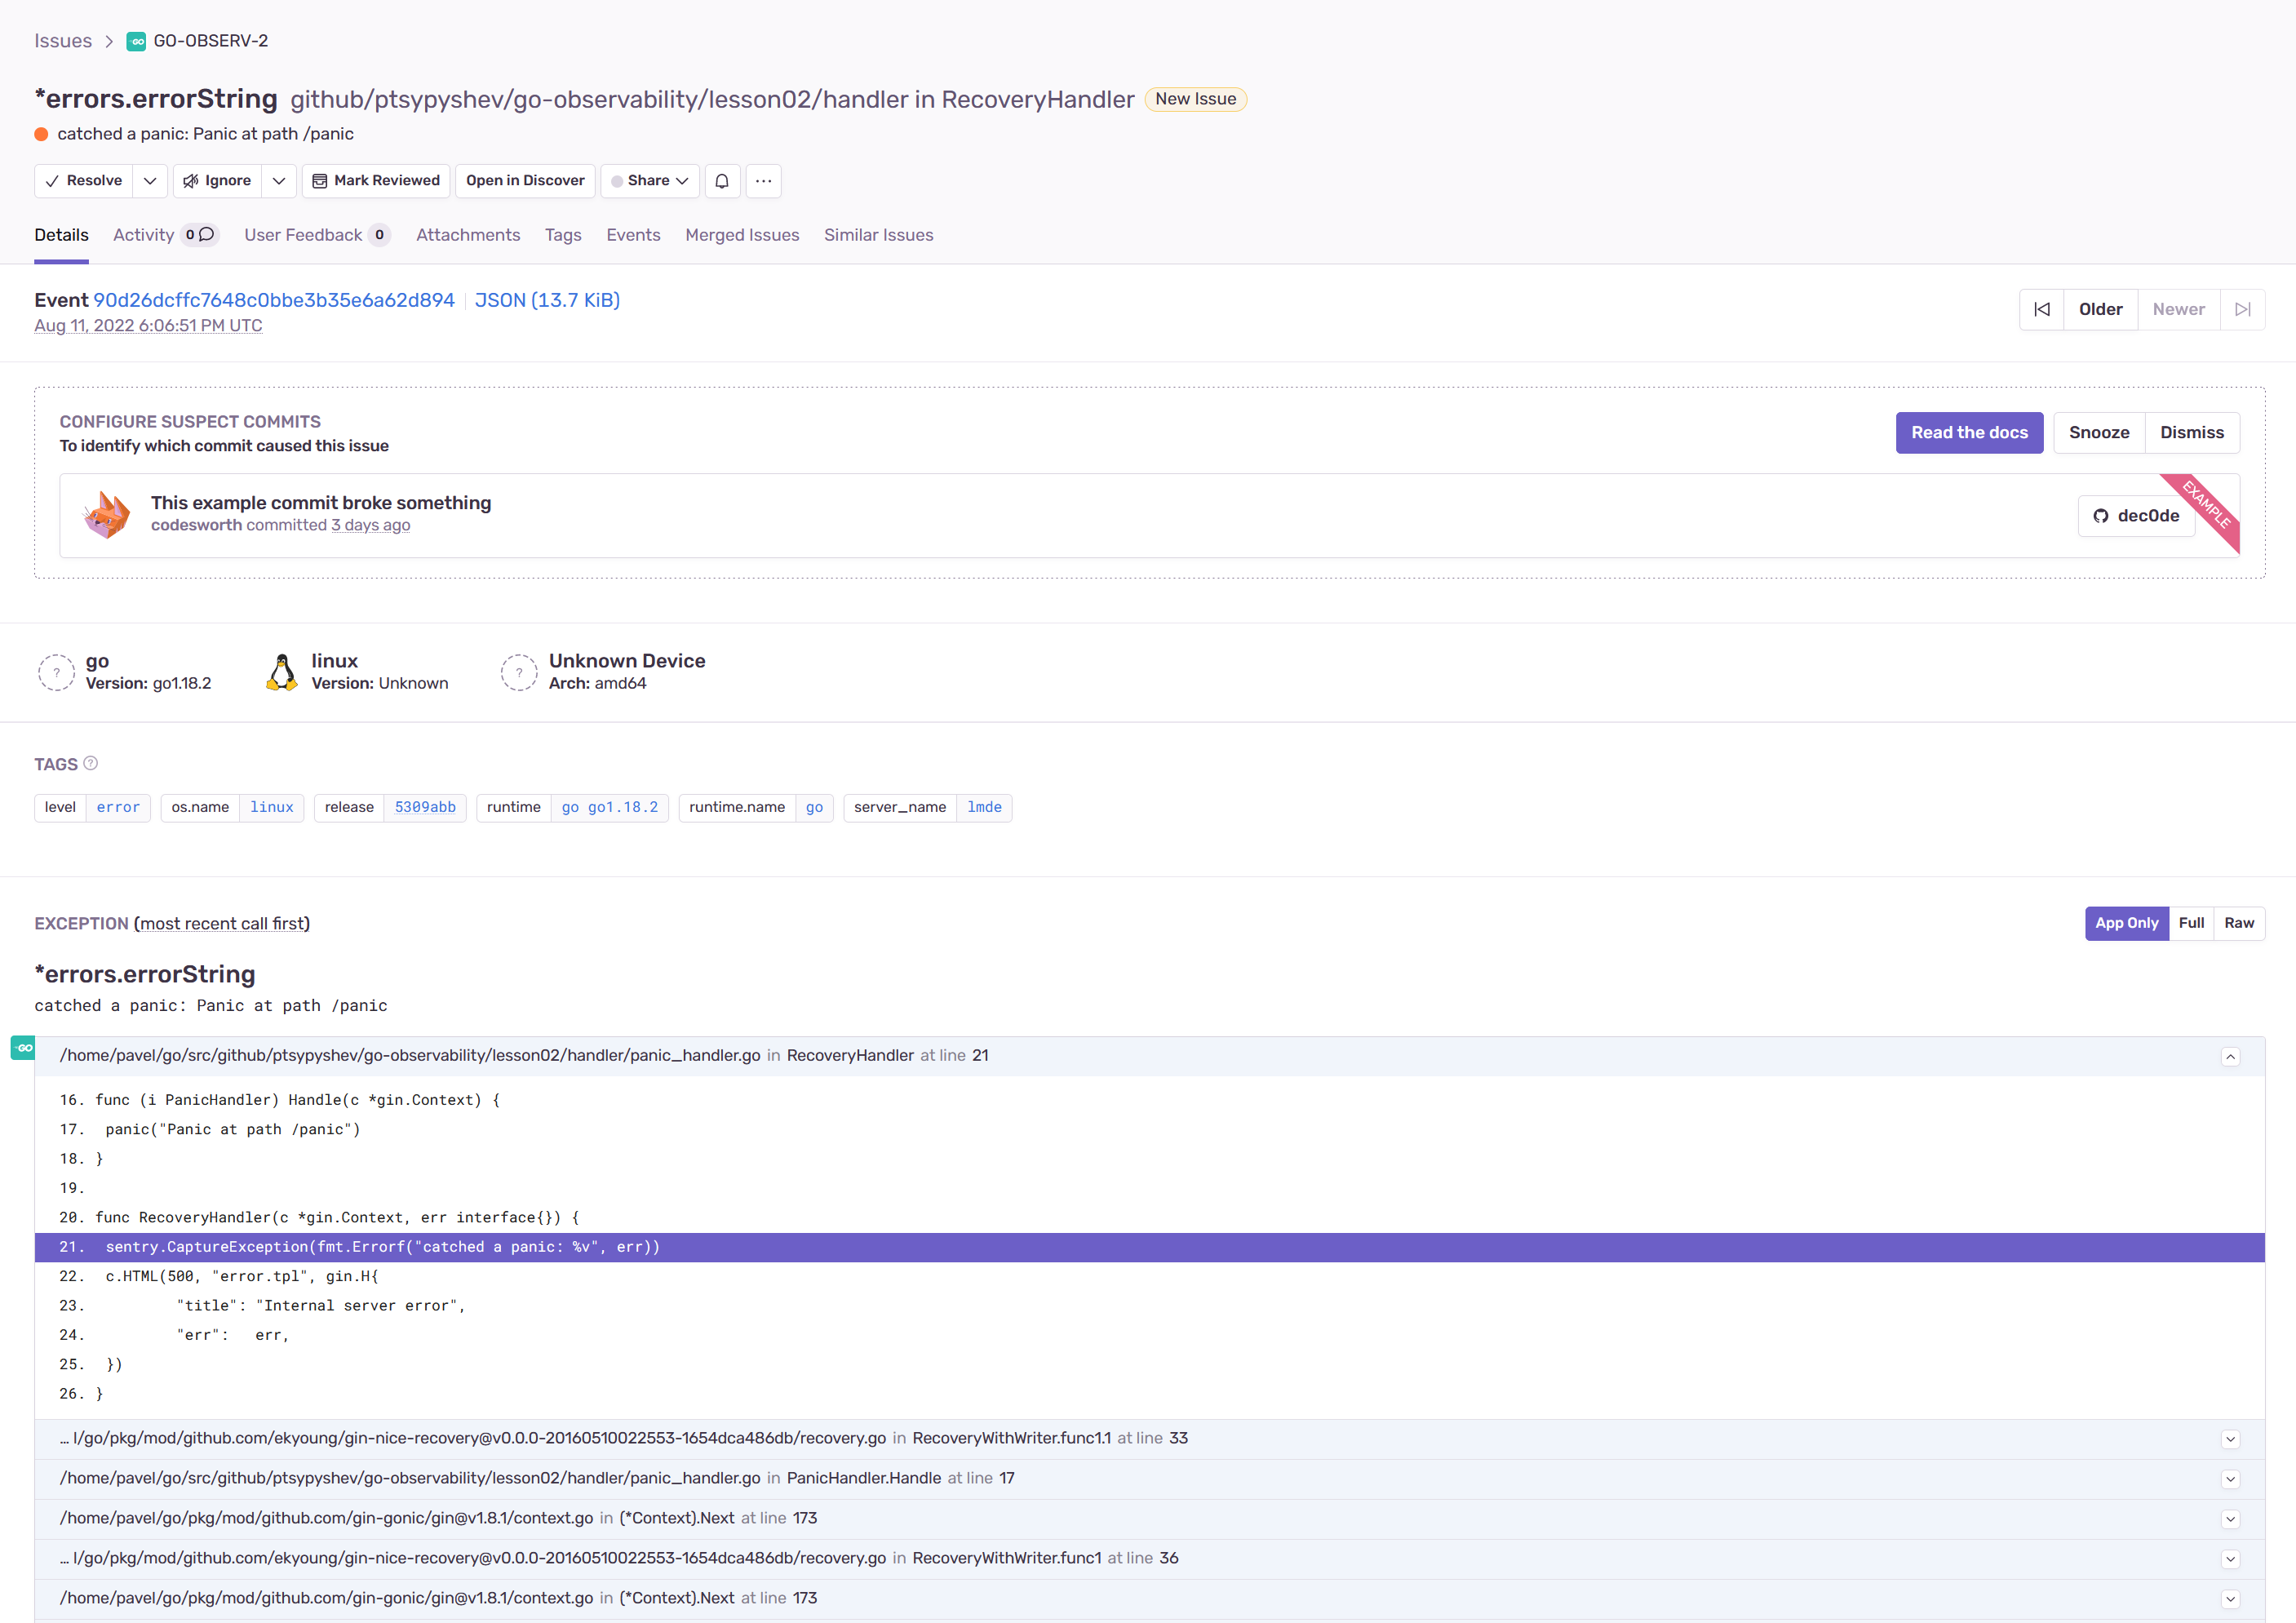 Issues > GO GO-OBSERV-2
*errors.errorString github/ptsypyshev/go-observability/lesson02/handler in RecoveryHandler New Issue
catched a panic: Panic at path /panic
Resolve Ignore Mark Reviewed Open in Discover Share ...
Details Activity 0 User Feedback 0 Attachments Tags Events Merged Issues Similar Issues
Event 90d26dcffc7648c0bbe3b35e6a62d894 JSON (13.7 KiB)
Aug 11, 2022 6:06:51 PM UTC
Older Newer
CONFIGURE SUSPECT COMMITS
To identify which commit caused this issue
Read the docs Snooze Dismiss
This example commit broke something
codesworth committed 3 days ago
dec0de
EXAMPLE
? go
Version: go1.18.2
linux
Version: Unknown
? Unknown Device
Arch: amd64
TAGS ?
level error os.name linux release 5309abb runtime go go1.18.2 runtime.name go server_name lmde
EXCEPTION (most recent call first)
App Only Full Raw
*errors.errorString
catched a panic: Panic at path /panic
GO
/home/pavel/go/src/github/ptsypyshev/go-observability/lesson02/handler/panic_handler.go in RecoveryHandler at line 21
16. func (i PanicHandler) Handle(c *gin.Context) {
17. panic("Panic at path /panic")
18. }
19.
20. func RecoveryHandler(c *gin.Context, err interface{}) {
21. sentry.CaptureException(fmt.Errorf("catched a panic: %v", err))
22. c.HTML(500, "error.tpl", gin.H{
23. "title": "Internal server error",
24. "err": err,
25. })
26. }
... l/go/pkg/mod/github.com/ekyoung/gin-nice-recovery@v0.0.0-20160510022553-1654dca486db/recovery.go in RecoveryWithWriter.func1.1 at line 33
/home/pavel/go/src/github/ptsypyshev/go-observability/lesson02/handler/panic_handler.go in PanicHandler.Handle at line 17
/home/pavel/go/pkg/mod/github.com/gin-gonic/gin@v1.8.1/context.go in (*Context).Next at line 173
... l/go/pkg/mod/github.com/ekyoung/gin-nice-recovery@v0.0.0-20160510022553-1654dca486db/recovery.go in RecoveryWithWriter.func1 at line 36
/home/pavel/go/pkg/mod/github.com/gin-gonic/gin@v1.8.1/context.go in (*Context).Next at line 173